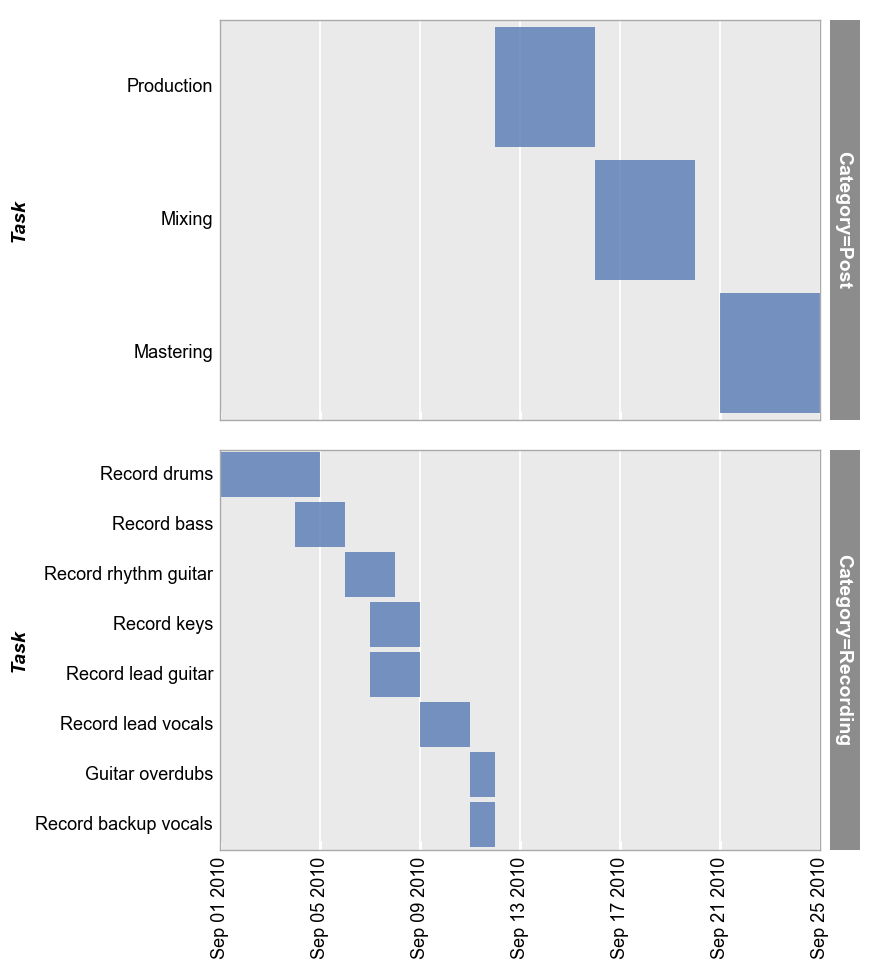 Task
Production
Mixing
Mastering
Category=Post
Task
Record drums
Record bass
Record rhythm guitar
Record keys
Record lead guitar
Record lead vocals
Guitar overdubs
Record backup vocals
Category=Recording
Sep 01 2010
Sep 05 2010
Sep 09 2010
Sep 13 2010
Sep 17 2010
Sep 21 2010
Sep 25 2010